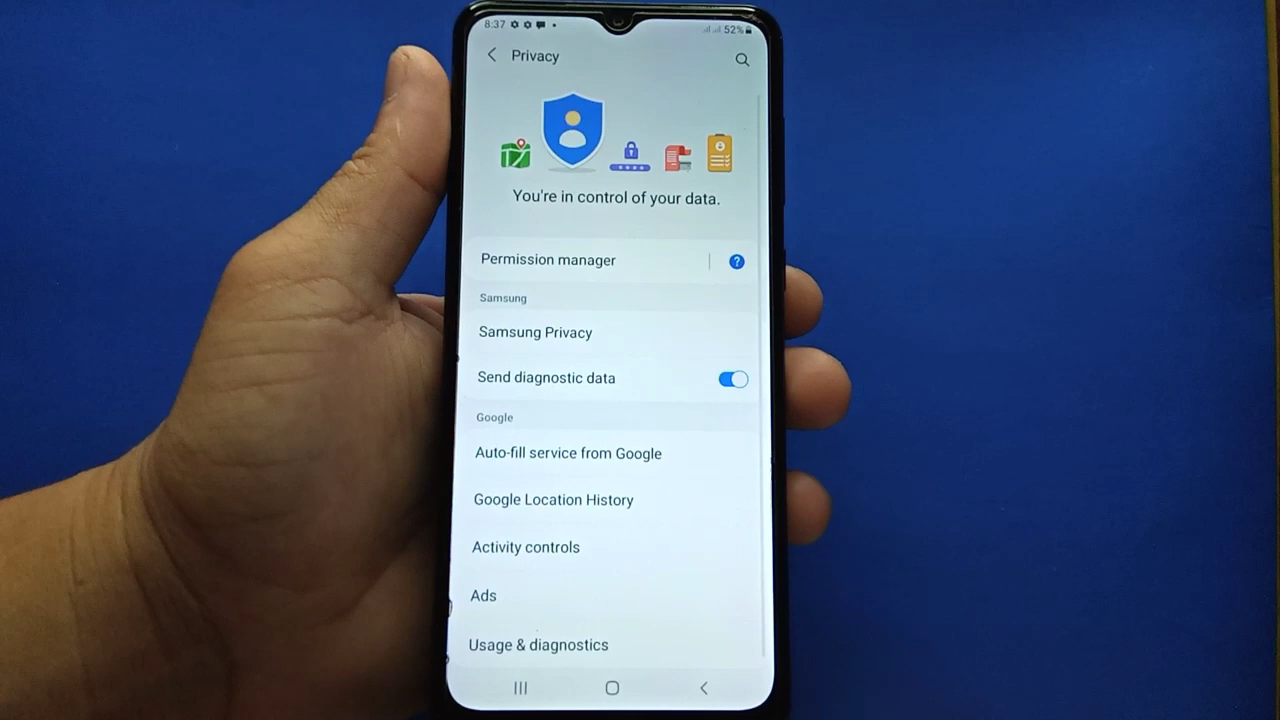 8:37 52%
Privacy
You're in control of your data.
Permission manager ?
Samsung
Samsung Privacy
Send diagnostic data
Google
Auto-fill service from Google
Google Location History
Activity controls
Ads
Usage & diagnostics